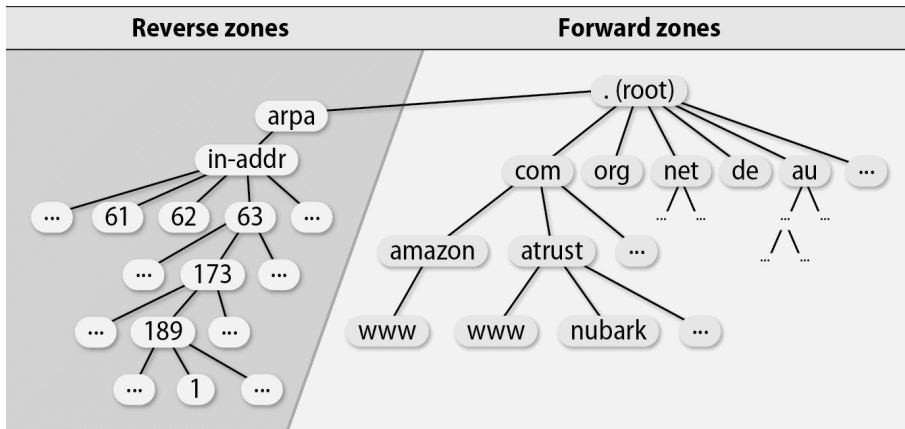 Reverse zones Forward zones
. (root)
arpa
in-addr
com org net de au ...
... 61 62 63 ...
... ... ... ...
amazon atrust ...
... ...
... 173 ...
... 189 ...
www www nubark ...
... 1 ...